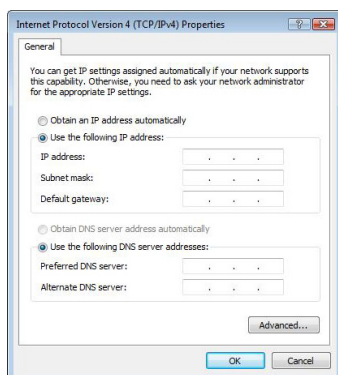 Internet Protocol Version 4 (TCP/IPv4) Properties
General
You can get IP settings assigned automatically if your network supports
this capability. Otherwise, you need to ask your network administrator
for the appropriate IP settings.
Obtain an IP address automatically
Use the following IP address:
IP address:
Subnet mask:
Default gateway:
Obtain DNS server address automatically
Use the following DNS server addresses:
Preferred DNS server:
Alternate DNS server:
Advanced...
OK Cancel